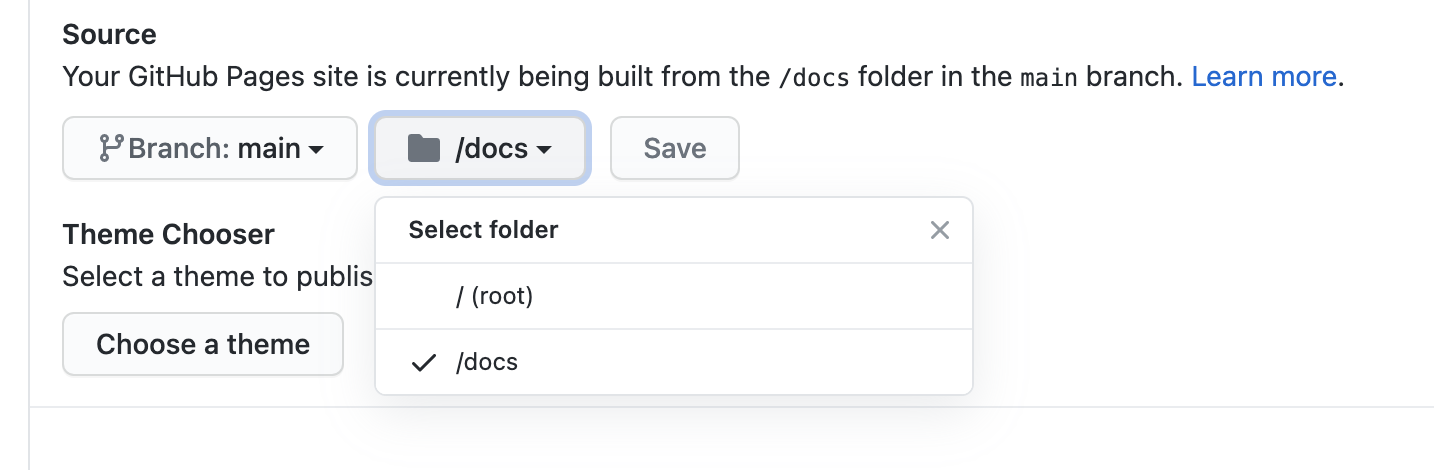 Source
Your GitHub Pages site is currently being built from the /docs folder in the main branch. Learn more.
Branch: main /docs Save
Select folder
Theme Chooser
Select a theme to publis
/ (root)
Choose a theme
/docs